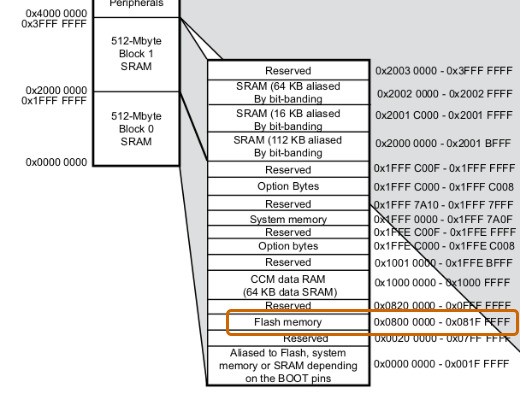 Peripherals
0x4000 0000
0x3FFF FFFF
512-Mbyte
Block 1
SRAM
0x2000 0000
0x1FFF FFFF
512-Mbyte
Block 0
SRAM
0x0000 0000
Reserved 0x2003 0000 - 0x3FFF FFFF
SRAM (64 KB aliased
By bit-banding 0x2002 0000 - 0x2002 FFFF
SRAM (16 KB aliased
By bit-banding 0x2001 C000 - 0x2001 FFFF
SRAM (112 KB aliased
By bit-banding 0x2000 0000 - 0x2001 BFFF
Reserved 0x1FFF C00F - 0x1FFF FFFF
Option Bytes 0x1FFF C000 - 0x1FFF C008
Reserved 0x1FFF 7A10 - 0x1FFF 7FFF
System memory 0x1FFF 0000 - 0x1FFF 7A0F
Reserved 0x1FFE C00F - 0x1FFE FFFF
Option bytes 0x1FFE C000 - 0x1FFE C008
Reserved 0x1001 0000 - 0x1FFE BFFF
CCM data RAM
(64 KB data SRAM) 0x1000 0000 - 0x1000 FFFF
Reserved 0x0820 0000 - 0x0FFF FFFF
Flash memory 0x0800 0000 - 0x081F FFFF
Reserved 0x0020 0000 - 0x07FF FFFF
Aliased to Flash, system
memory or SRAM depending 0x0000 0000 - 0x001F FFFF
on the BOOT pins